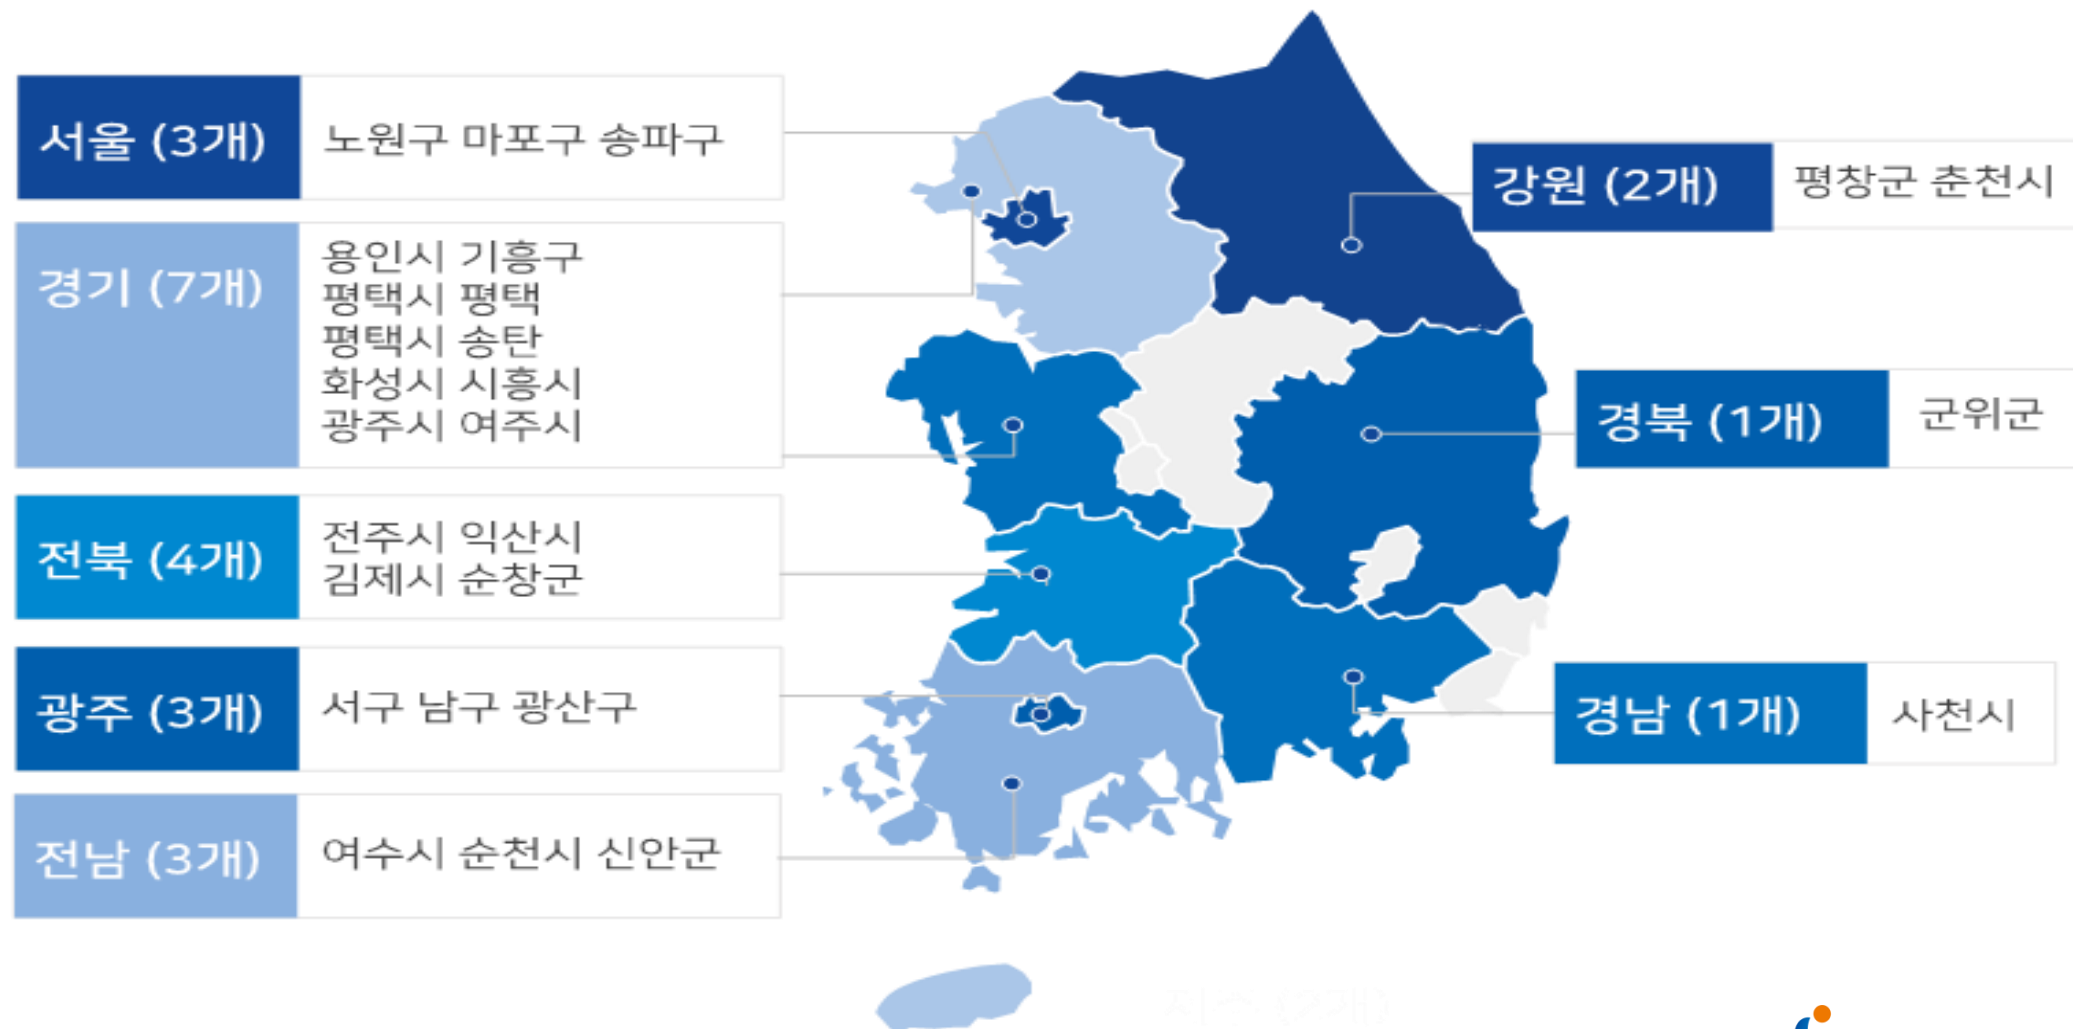 서울 (3개)
노원구 마포구 송파구
경기 (7개)
용인시 기흥구
평택시 평택
평택시 송탄
화성시 시흥시
광주시 여주시
전북 (4개)
전주시 익산시
김제시 순창군
광주 (3개)
서구 남구 광산구
전남 (3개)
여수시 순천시 신안군
강원 (2개)
평창군 춘천시
경북 (1개)
군위군
경남 (1개)
사천시